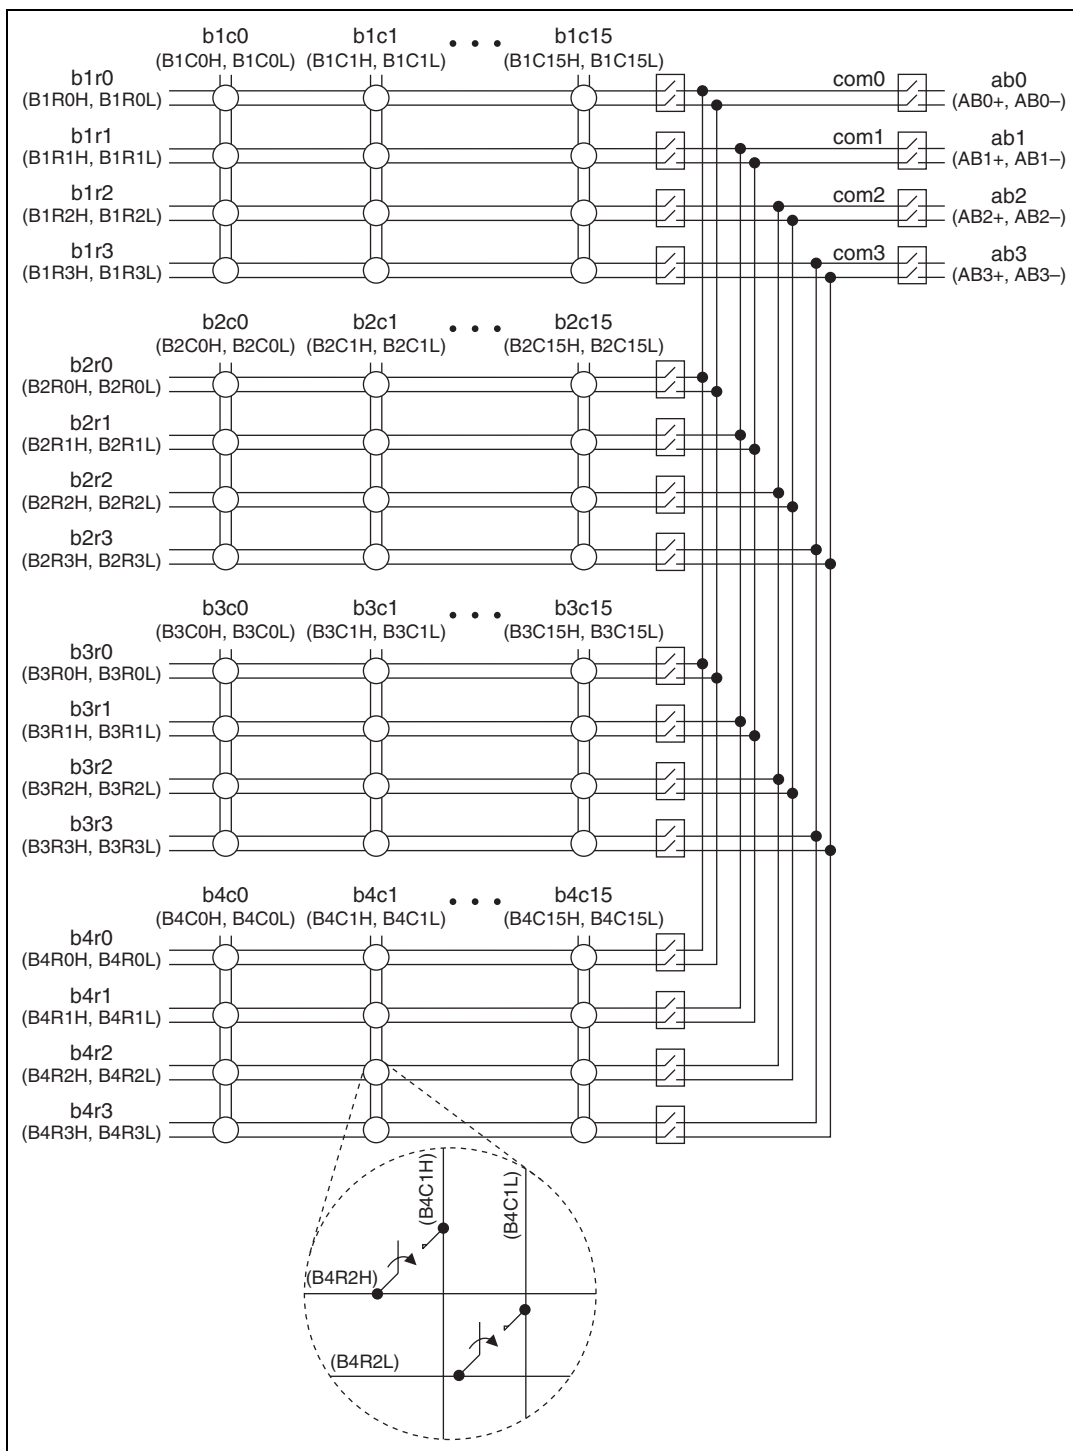 b1c0 b1c1 • • • b1c15
(B1C0H, B1C0L) (B1C1H, B1C1L) (B1C15H, B1C15L)
b1r0 com0 ab0
(B1R0H, B1R0L) (AB0+, AB0–)
b1r1 com1 ab1
(B1R1H, B1R1L) (AB1+, AB1–)
b1r2 com2 ab2
(B1R2H, B1R2L) (AB2+, AB2–)
b1r3 com3 ab3
(B1R3H, B1R3L) (AB3+, AB3–)
b2c0 b2c1 • • • b2c15
(B2C0H, B2C0L) (B2C1H, B2C1L) (B2C15H, B2C15L)
b2r0
(B2R0H, B2R0L)
b2r1
(B2R1H, B2R1L)
b2r2
(B2R2H, B2R2L)
b2r3
(B2R3H, B2R3L)
b3c0 b3c1 • • • b3c15
(B3C0H, B3C0L) (B3C1H, B3C1L) (B3C15H, B3C15L)
b3r0
(B3R0H, B3R0L)
b3r1
(B3R1H, B3R1L)
b3r2
(B3R2H, B3R2L)
b3r3
(B3R3H, B3R3L)
b4c0 b4c1 • • • b4c15
(B4C0H, B4C0L) (B4C1H, B4C1L) (B4C15H, B4C15L)
b4r0
(B4R0H, B4R0L)
b4r1
(B4R1H, B4R1L)
b4r2
(B4R2H, B4R2L)
b4r3
(B4R3H, B4R3L)
(B4C1H) (B4C1L)
(B4R2H)
(B4R2L)